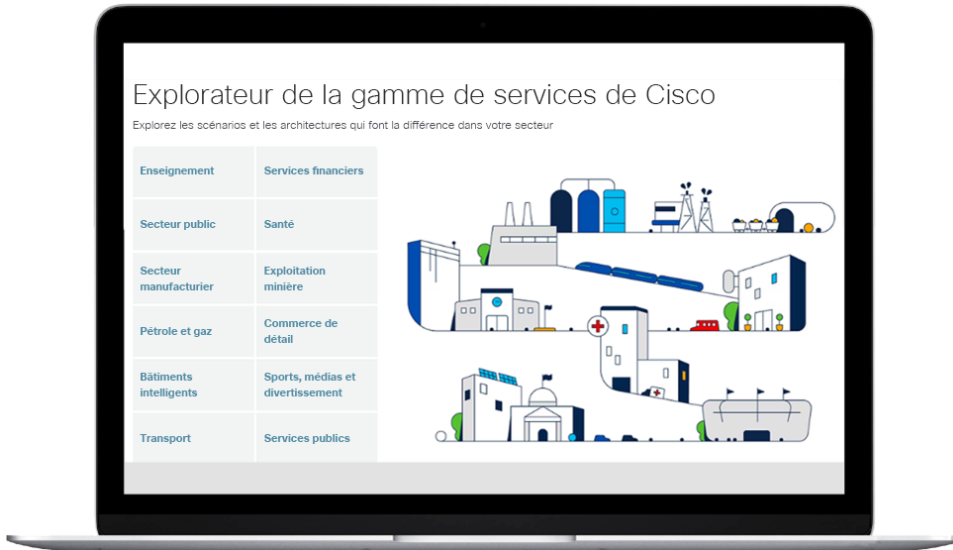 Explorateur de la gamme de services de Cisco
Explorez les scénarios et les architectures qui font la différence dans votre secteur
Enseignement
Services financiers
Secteur public
Santé
Secteur
manufacturier
Exploitation
minière
Pétrole et gaz
Commerce de
détail
Bâtiments
intelligents
Sports, médias et
divertissement
Transport
Services publics